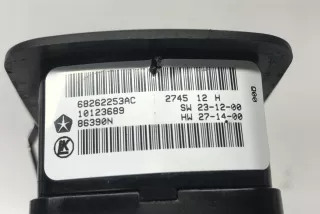 68262253AC 2745 12 H
10123689 SW 23-12-00
86390N HW 27-14-00
K